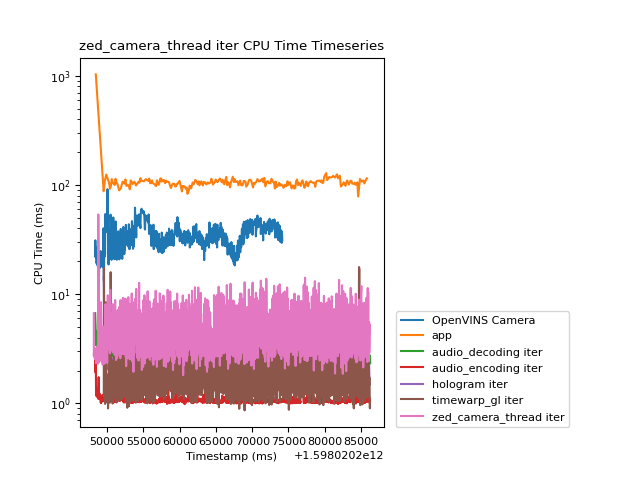 zed_camera_thread iter CPU Time Timeseries
CPU Time (ms)
10³
10²
10¹
10⁰
50000 55000 60000 65000 70000 75000 80000 85000
Timestamp (ms)
+1.5980202e12
OpenVINS Camera
app
audio_decoding iter
audio_encoding iter
hologram iter
timewarp_gl iter
zed_camera_thread iter